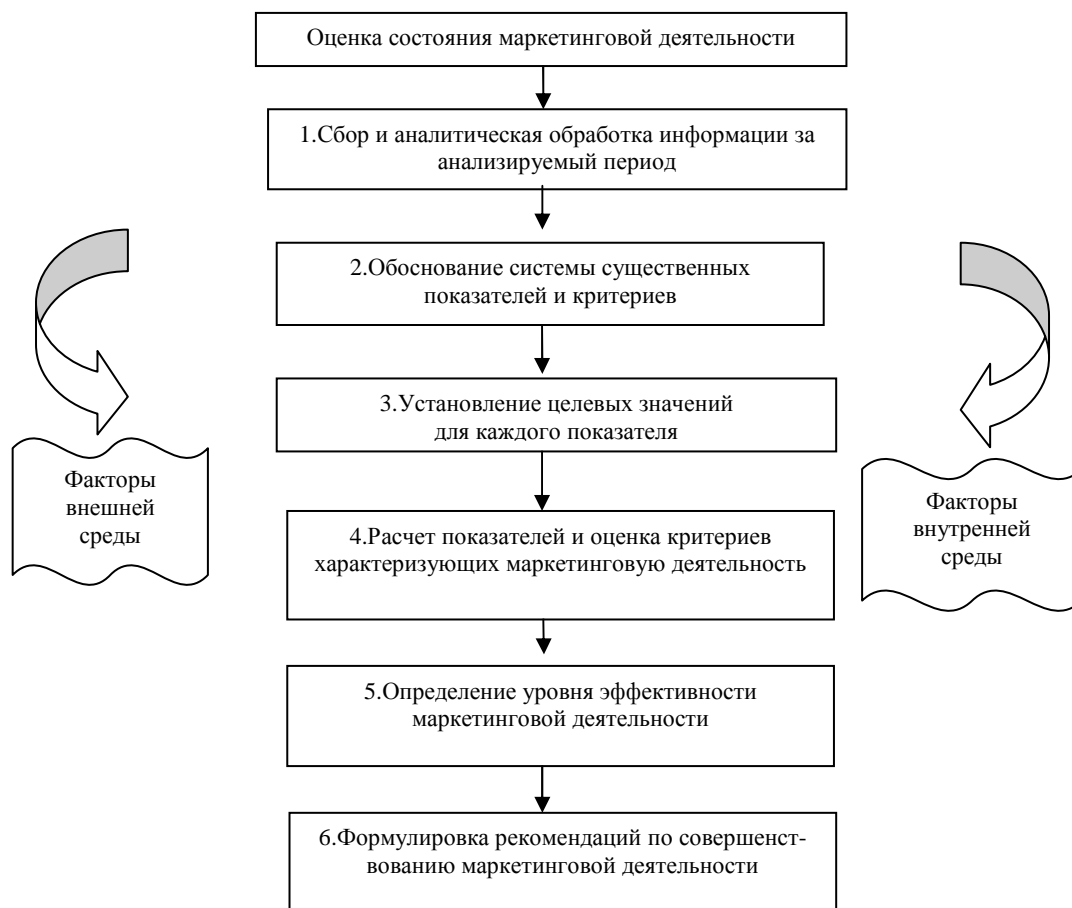 Оценка состояния маркетинговой деятельности
1.Сбор и аналитическая обработка информации за
анализируемый период
2.Обоснование системы существенных
показателей и критериев
3.Установление целевых значений
для каждого показателя
Факторы
внешней
среды
Факторы
внутренней
среды
4.Расчет показателей и оценка критериев
характеризующих маркетинговую деятельность
5.Определение уровня эффективности
маркетинговой деятельности
6.Формулировка рекомендаций по совершенст-
вованию маркетинговой деятельности